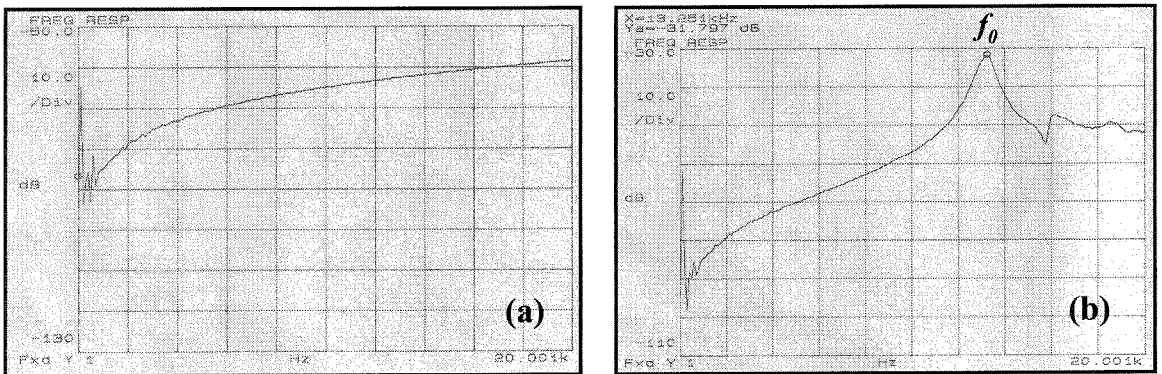 FREQ RESP
-50.0
10.0
/Div
dB
-130
Fxd Y 1
Hz
20.001k
(a)
X=13.251kHz
Ya=-31.797 dB
FREQ RESP
f0
30.0
10.0
/Div
dB
-110
Fxd Y 1
Hz
20.001k
(b)